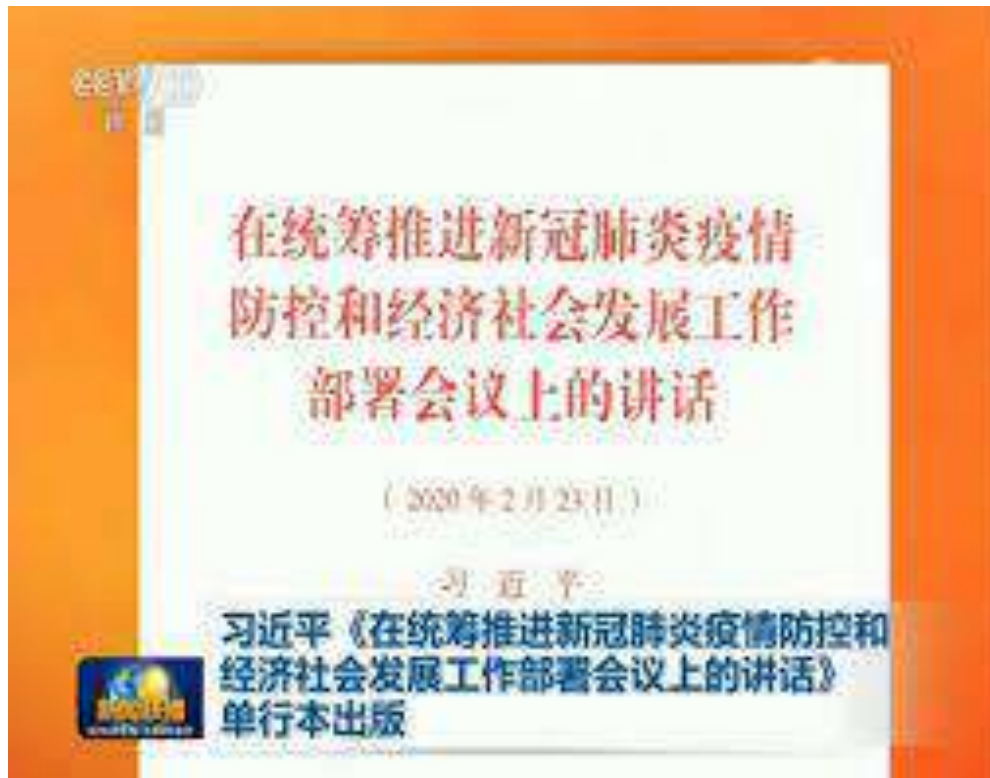 在统筹推进新冠肺炎疫情
防控和经济社会发展工作
部署会议上的讲话
(2020年2月23日)
习 近 平
习近平《在统筹推进新冠肺炎疫情防控和
经济社会发展工作部署会议上的讲话》
单行本出版